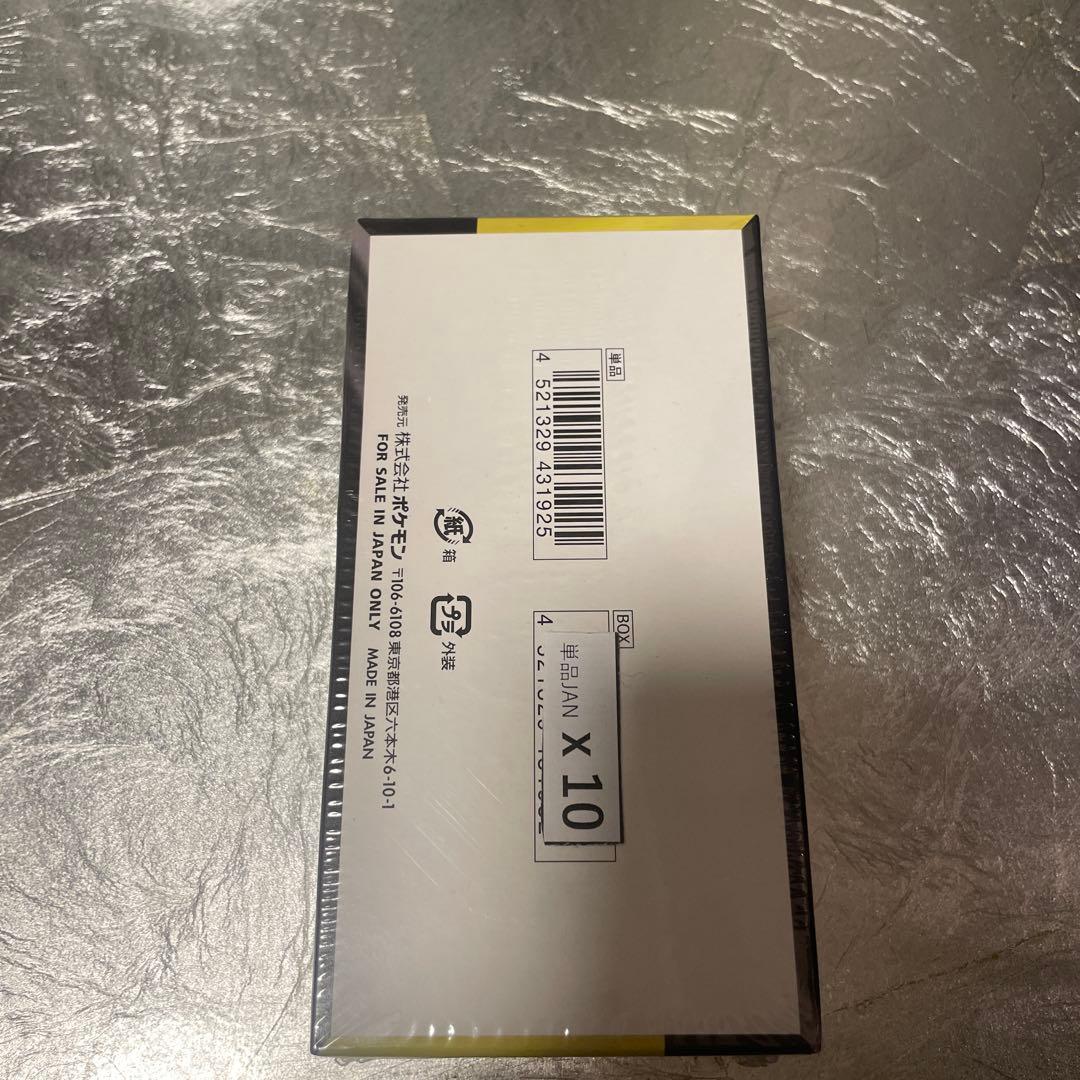 単品
4 521329 431925
BOX
単品JAN X 10
紙 箱
プラ 外装
発売元 株式会社ポケモン 〒106-6108 東京都港区六本木6-10-1
FOR SALE IN JAPAN ONLY MADE IN JAPAN